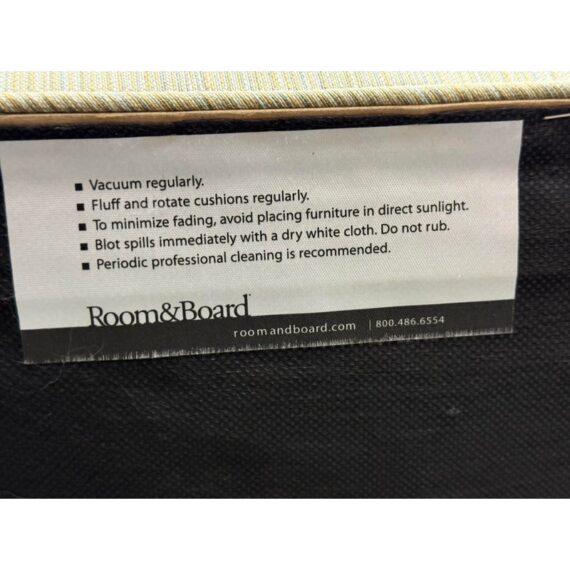 ▪ Vacuum regularly.
▪ Fluff and rotate cushions regularly.
▪ To minimize fading, avoid placing furniture in direct sunlight.
▪ Blot spills immediately with a dry white cloth. Do not rub.
▪ Periodic professional cleaning is recommended.
Room&Board
roomandboard.com | 800.486.6554